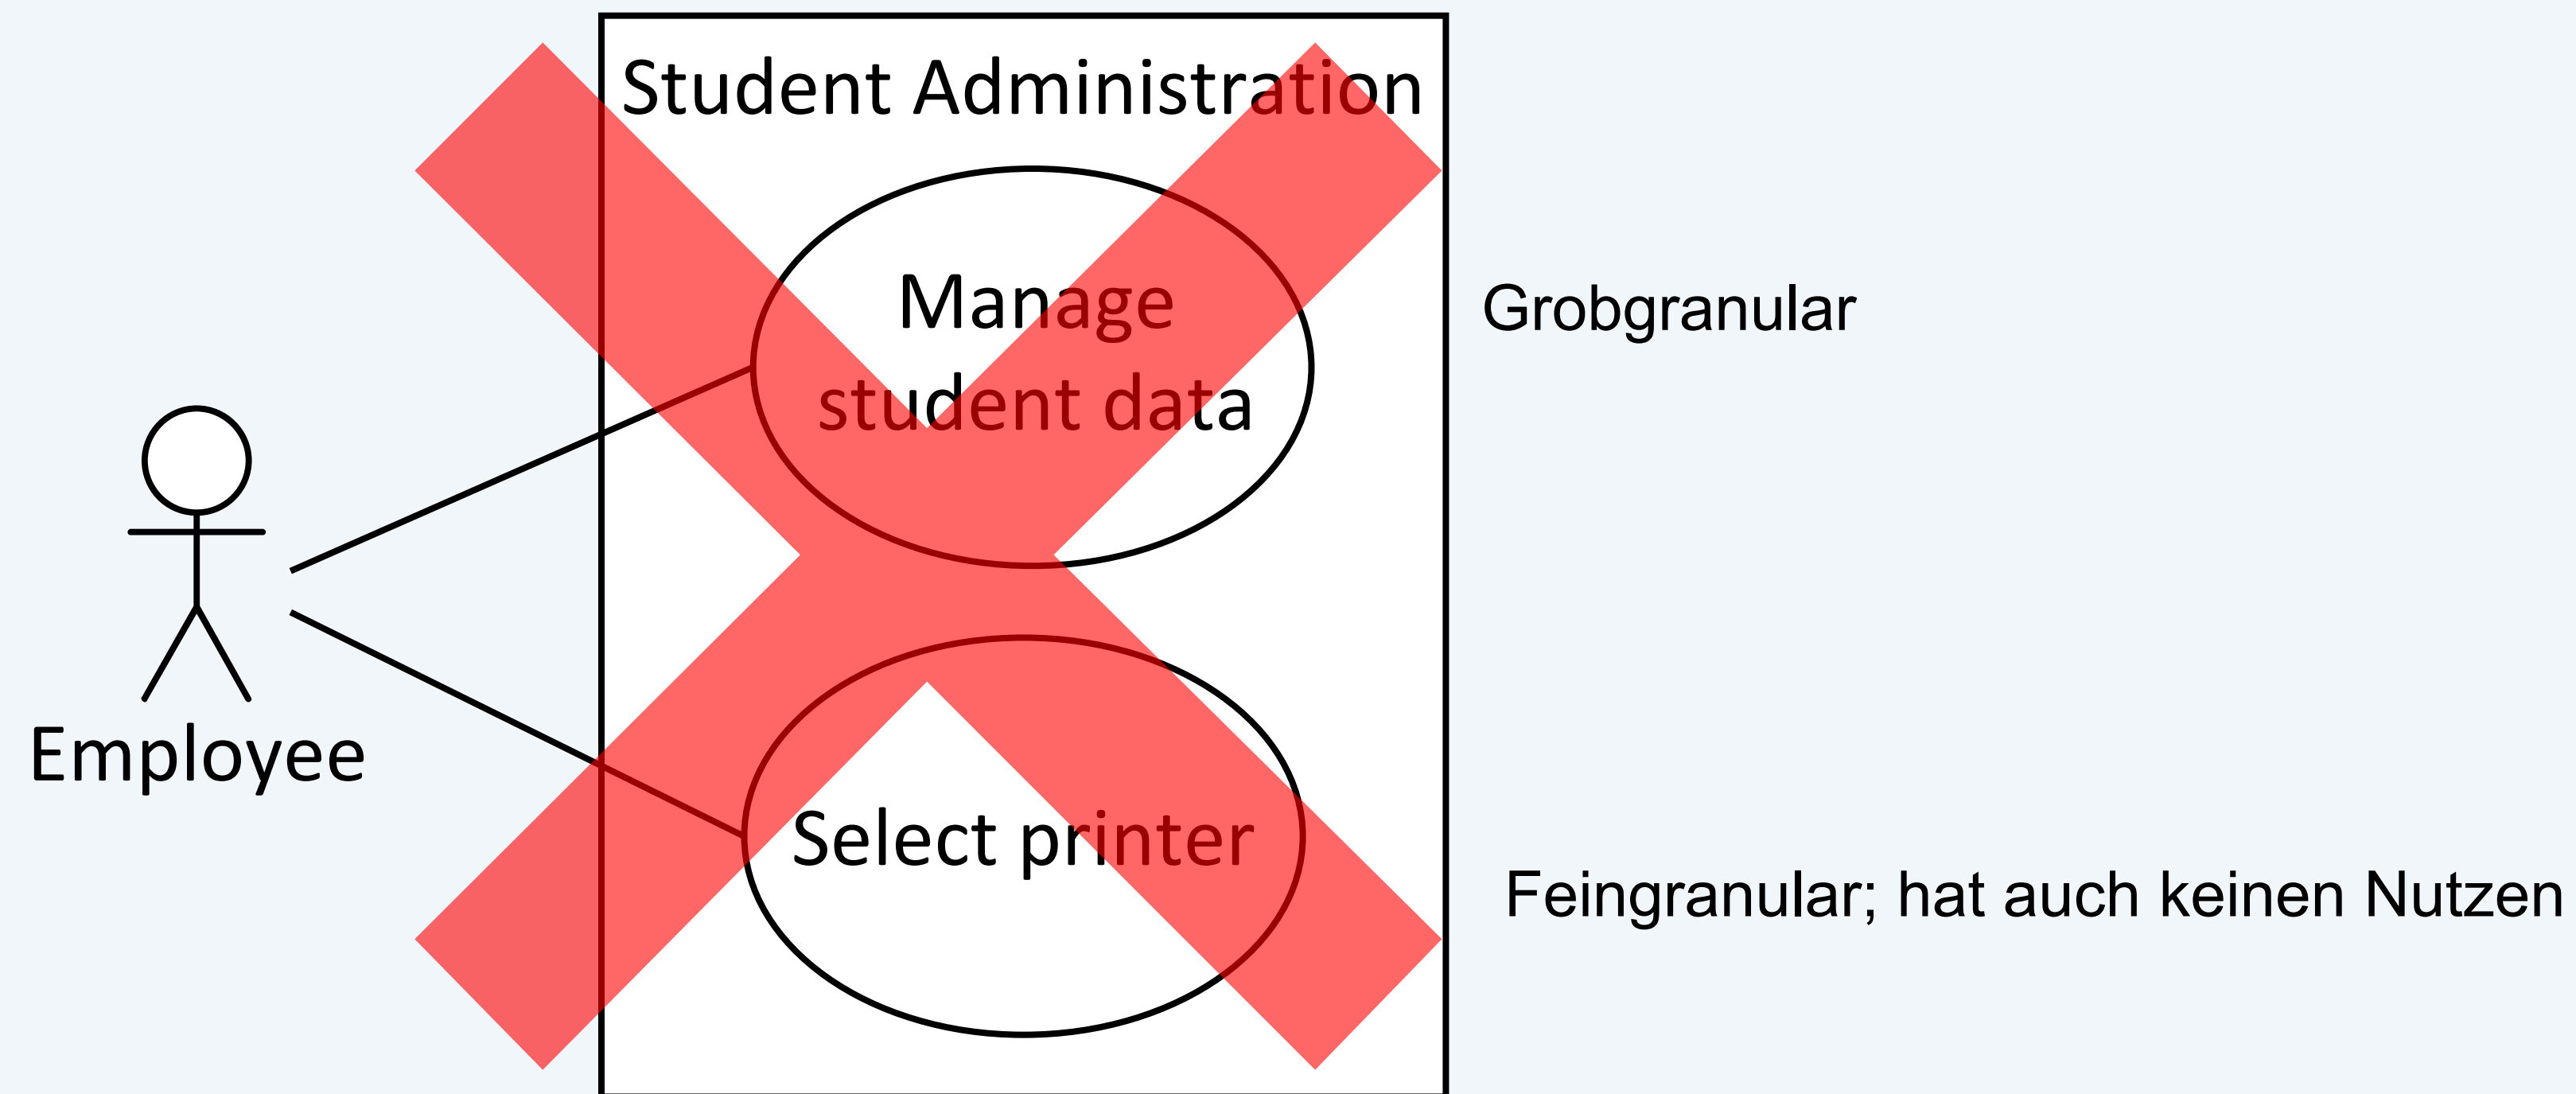 Student Administration
Manage
student data
Grobgranular
Employee
Select printer
Feingranular; hat auch keinen Nutzen